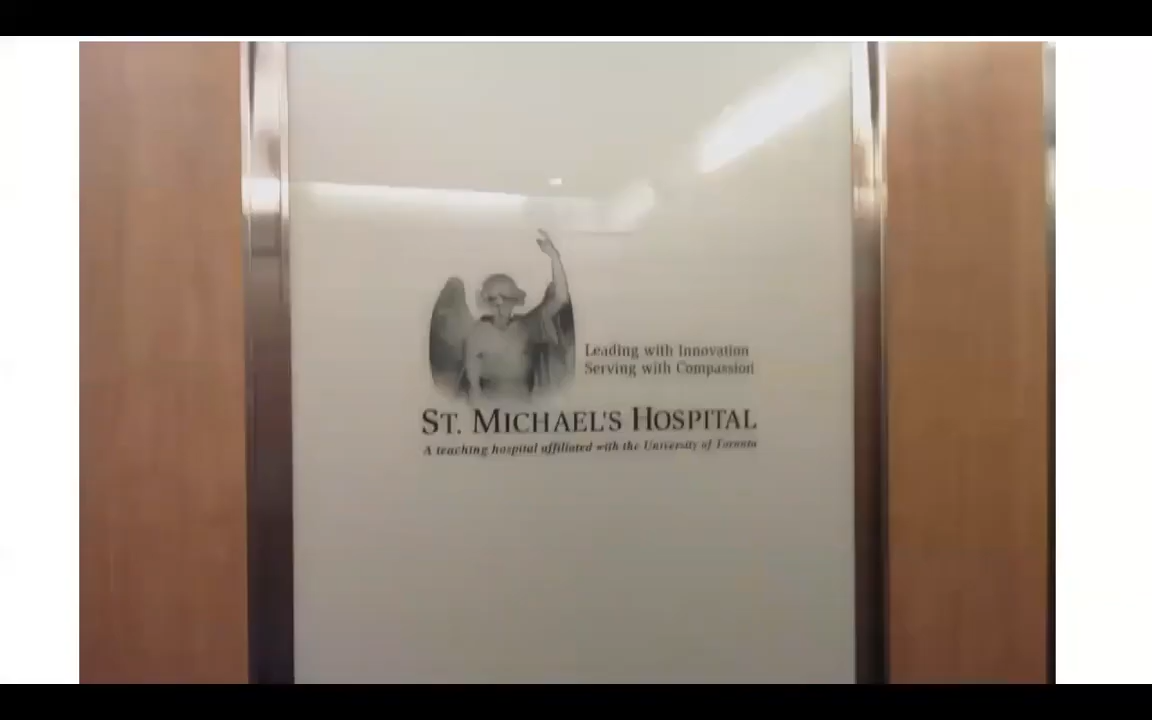 Leading with Innovation
Serving with Compassion
ST. MICHAEL'S HOSPITAL
A teaching hospital affiliated with the University of Toronto